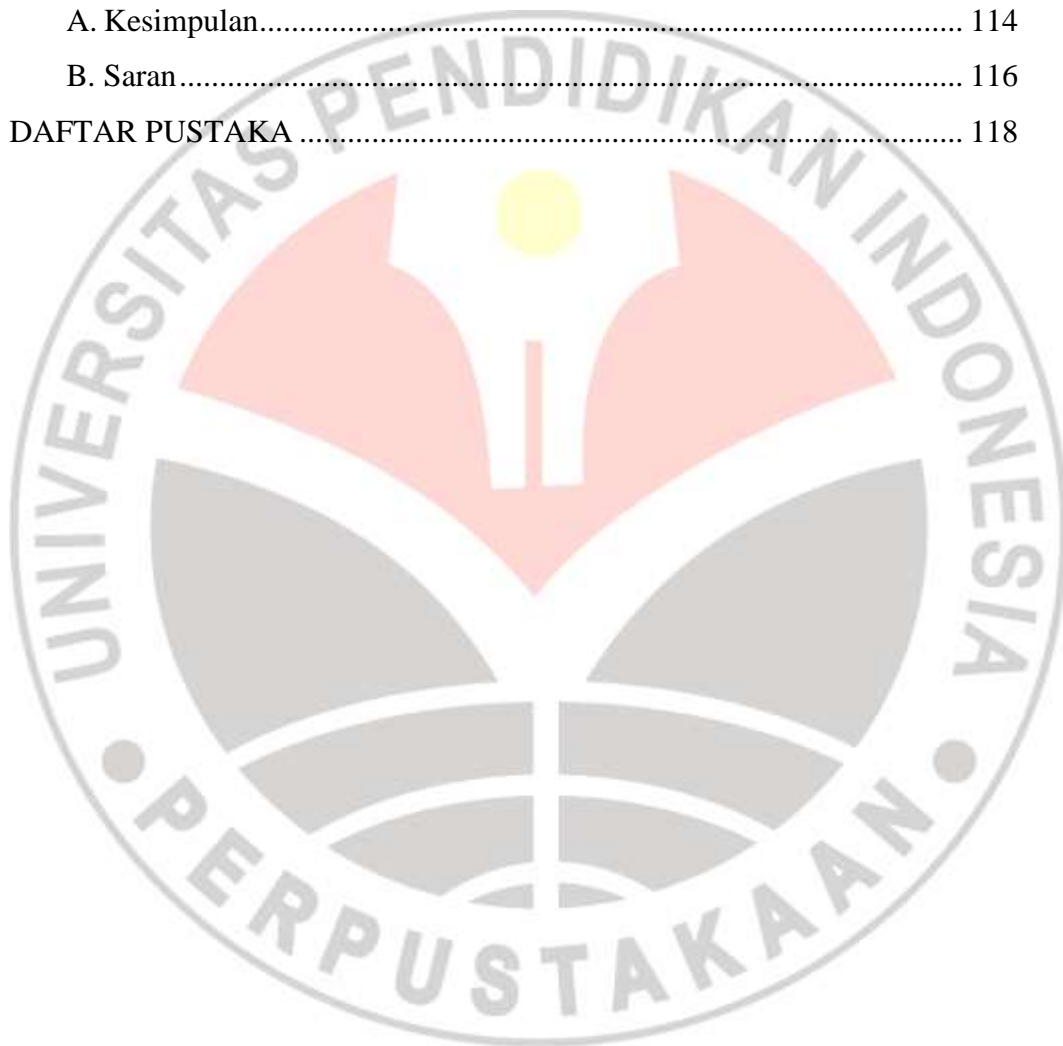 A. Kesimpulan.......................................................................................... 114
B. Saran..................................................................................................... 116
DAFTAR PUSTAKA ..................................................................................... 118
UNIVERSITAS PENDIDIKAN INDONESIA
PERPUSTAKAAN